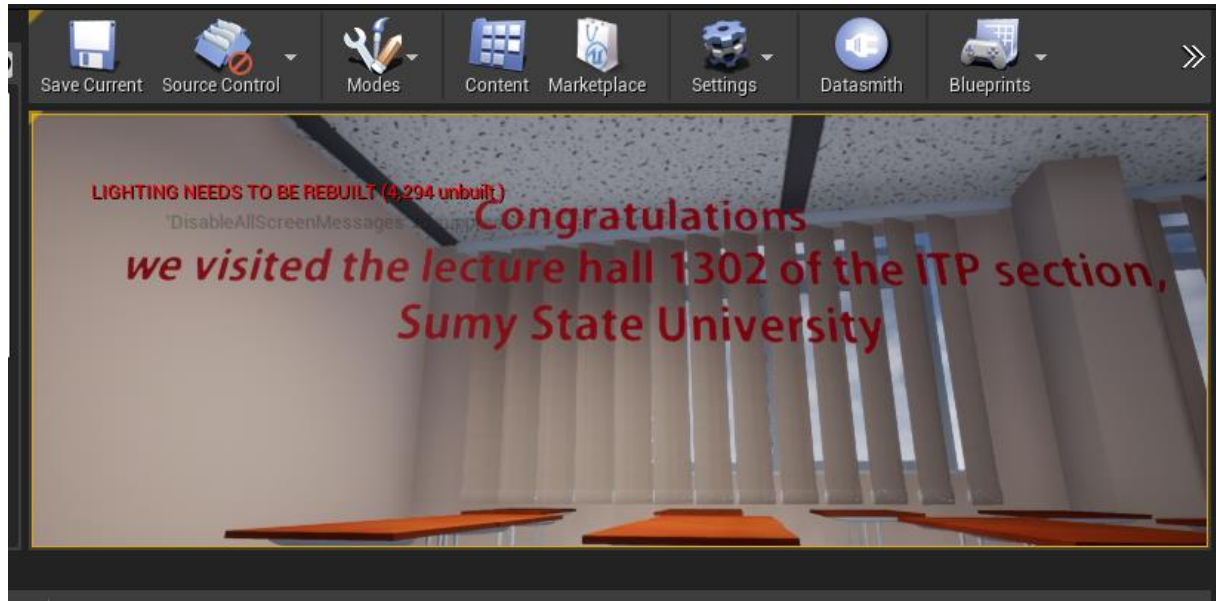 Save Current Source Control Modes Content Marketplace Settings Datasmith Blueprints
LIGHTING NEEDS TO BE REBUILT (4,294 unbuilt)
'DisableAllScreenMessages'
Congratulations
we visited the lecture hall 1302 of the ITP section,
Sumy State University